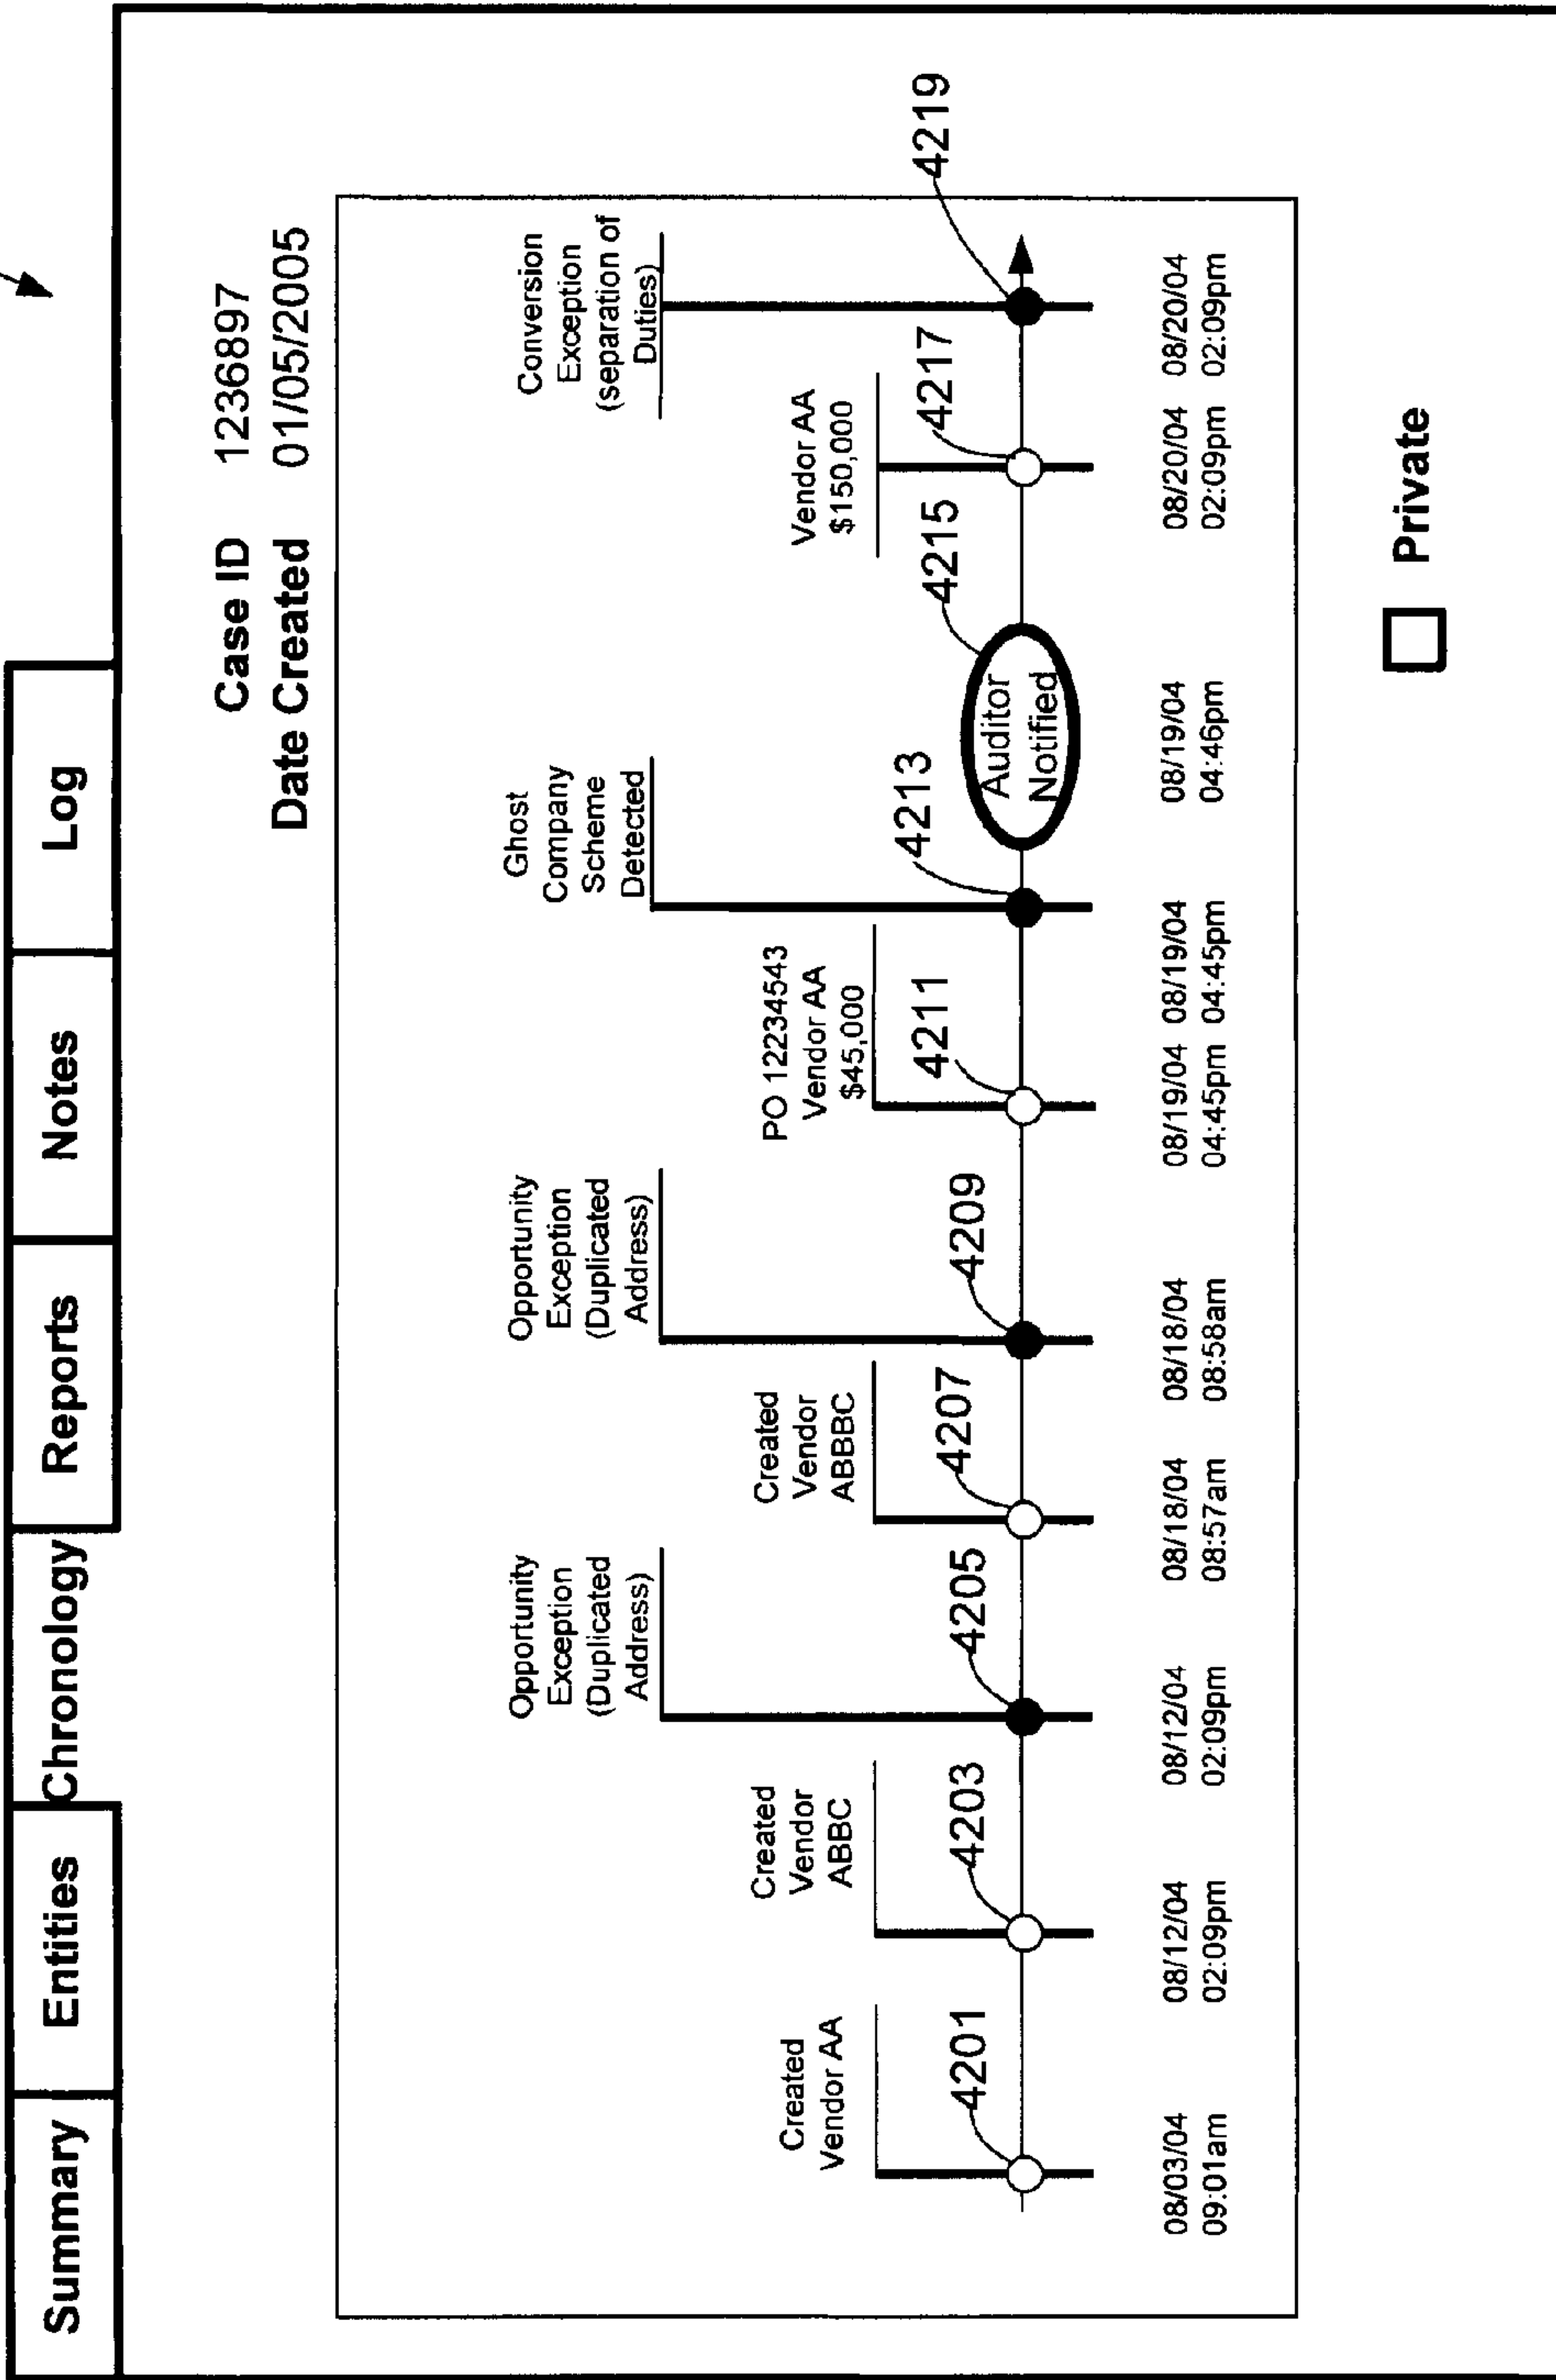 Summary
Entities
Chronology
Reports
Notes
Log
Case ID 1236897
Date Created 01/05/2005
Created
Vendor AA
4201
08/03/04
09:01am
Created
Vendor
ABBC
4203
08/12/04
02:09pm
Opportunity
Exception
(Duplicated
Address)
4205
08/12/04
02:09pm
Created
Vendor
ABBBC
4207
08/18/04
08:57am
Opportunity
Exception
(Duplicated
Address)
4209
08/18/04
08:58am
PO 12234543
Vendor AA
$45,000
4211
08/19/04
04:45pm
Ghost
Company
Scheme
Detected
4213
08/19/04
04:45pm
Auditor
Notified
4215
08/19/04
04:46pm
Vendor AA
$150,000
4217
08/20/04
02:09pm
Conversion
Exception
(separation of
Duties)
4219
08/20/04
02:09pm
Private